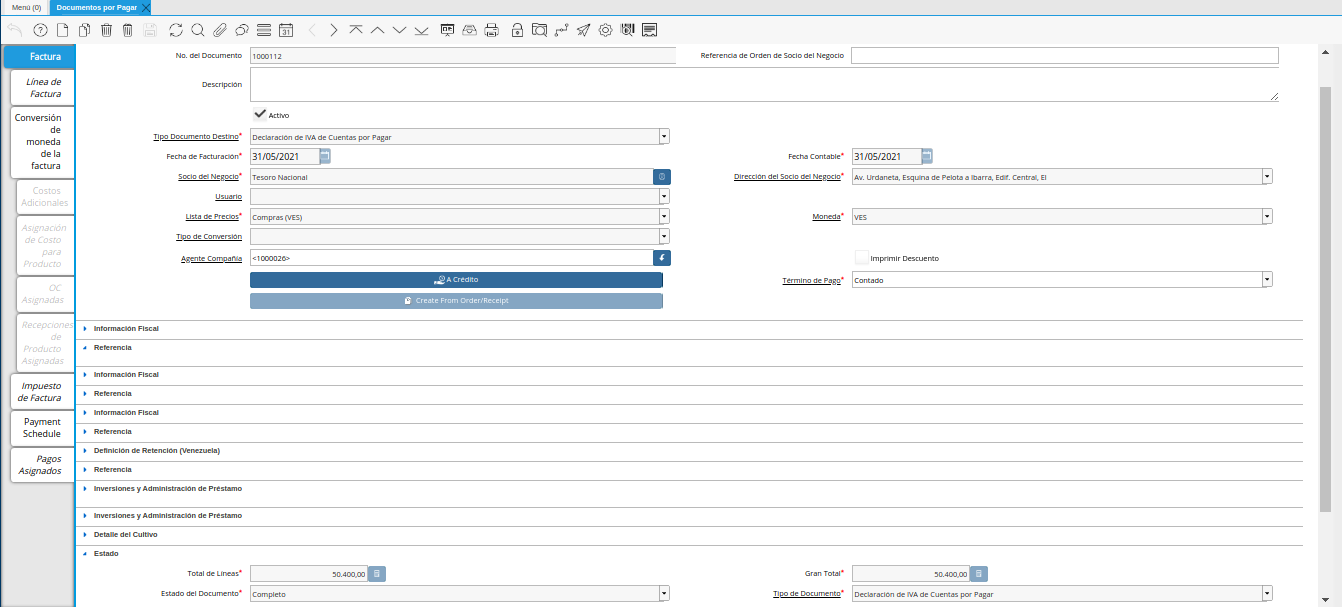 Menú (0)
Documentos por Pagar
31
Factura
Línea de
Factura
Conversión
de
moneda
de la
factura
Costos
Adicionales
Asignación
de Costo
para
Producto
OC
Asignadas
Recepciones
de
Producto
Asignadas
Impuesto
de Factura
Payment
Schedule
Pagos
Asignados
No. del Documento 1000112 Referencia de Orden de Socio del Negocio
Descripción
Activo
Tipo Documento Destino* Declaración de IVA de Cuentas por Pagar
Fecha de Facturación* 31/05/2021 Fecha Contable* 31/05/2021
Socio del Negocio* Tesoro Nacional Dirección del Socio del Negocio* Av. Urdaneta, Esquina de Pelota a Ibarra, Edif. Central, El
Usuario
Lista de Precios* Compras (VES) Moneda* VES
Tipo de Conversión
Agente Compañía <1000026> Imprimir Descuento
A Crédito Término de Pago* Contado
Create From Order/Receipt
Información Fiscal
Referencia
Información Fiscal
Referencia
Información Fiscal
Referencia
Definición de Retención (Venezuela)
Referencia
Inversiones y Administración de Préstamo
Inversiones y Administración de Préstamo
Detalle del Cultivo
Estado
Total de Líneas* 50.400,00 Gran Total* 50.400,00
Estado del Documento* Completo Tipo de Documento* Declaración de IVA de Cuentas por Pagar